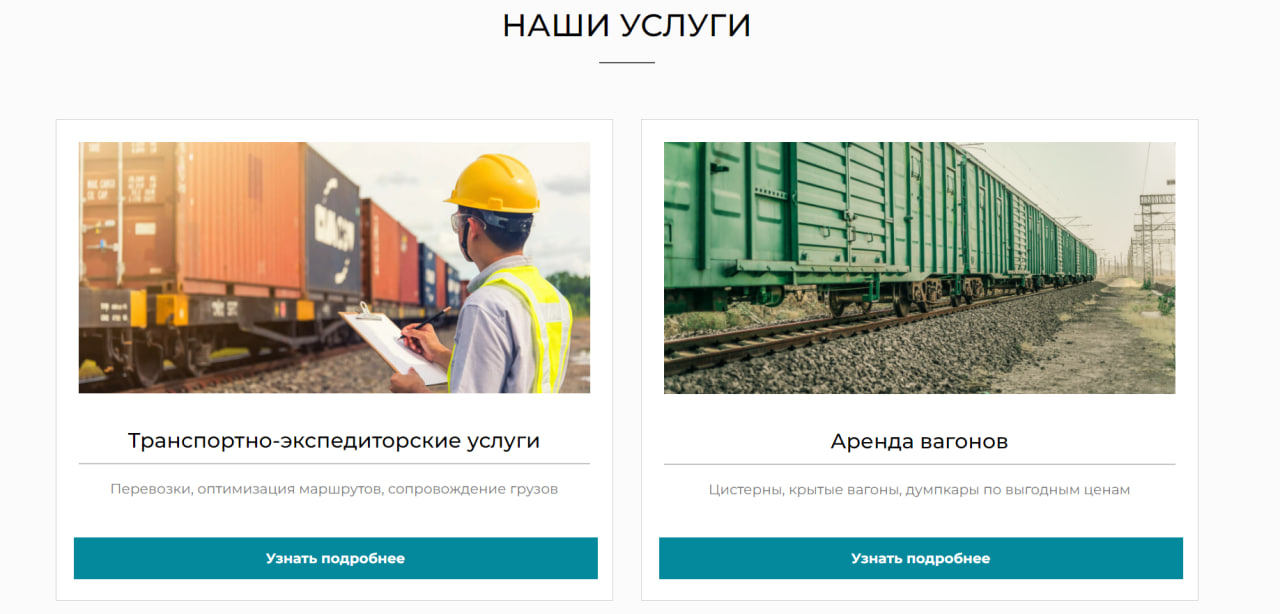 НАШИ УСЛУГИ
Транспортно-экспедиторские услуги
Перевозки, оптимизация маршрутов, сопровождение грузов
Узнать подробнее
Аренда вагонов
Цистерны, крытые вагоны, думпкары по выгодным ценам
Узнать подробнее